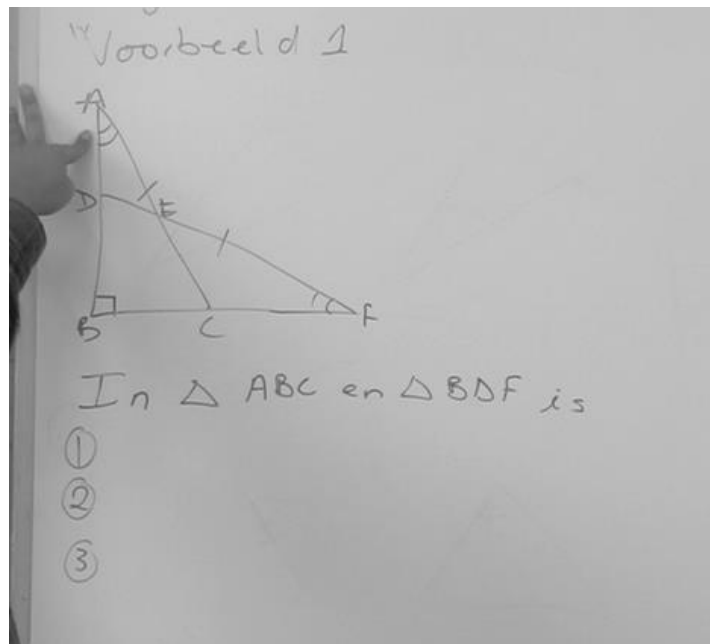 Voorbeeld 1
A
D
E
B
C
F
In △ ABC en △ BDF is
①
②
③